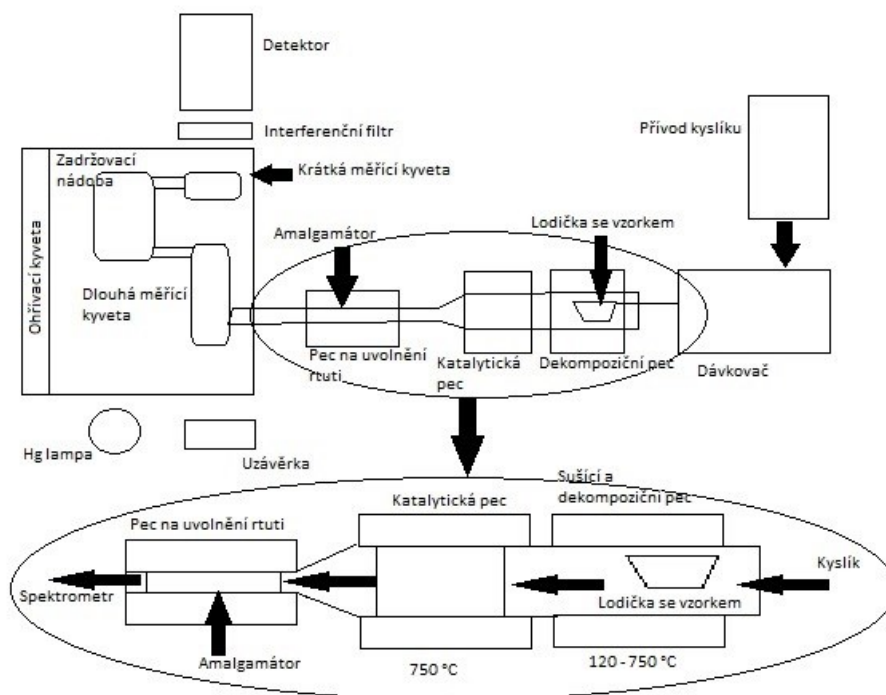 Detektor
Interferenční filtr
Přívod kyslíku
Zadržovací
nádoba
Krátká měřící kyveta
Ohřívací kyveta
Amalgamátor
Lodička se vzorkem
Dlouhá měřící
kyveta
Pec na uvolnění
rtuti
Katalytická
pec
Dekompoziční pec
Dávkovač
Hg lampa
Uzávěrka
Sušící a
dekompoziční pec
Katalytická pec
Pec na uvolnění rtuti
Kyslík
Spektrometr
Lodička se vzorkem
Amalgamátor
750 °C
120 - 750 °C